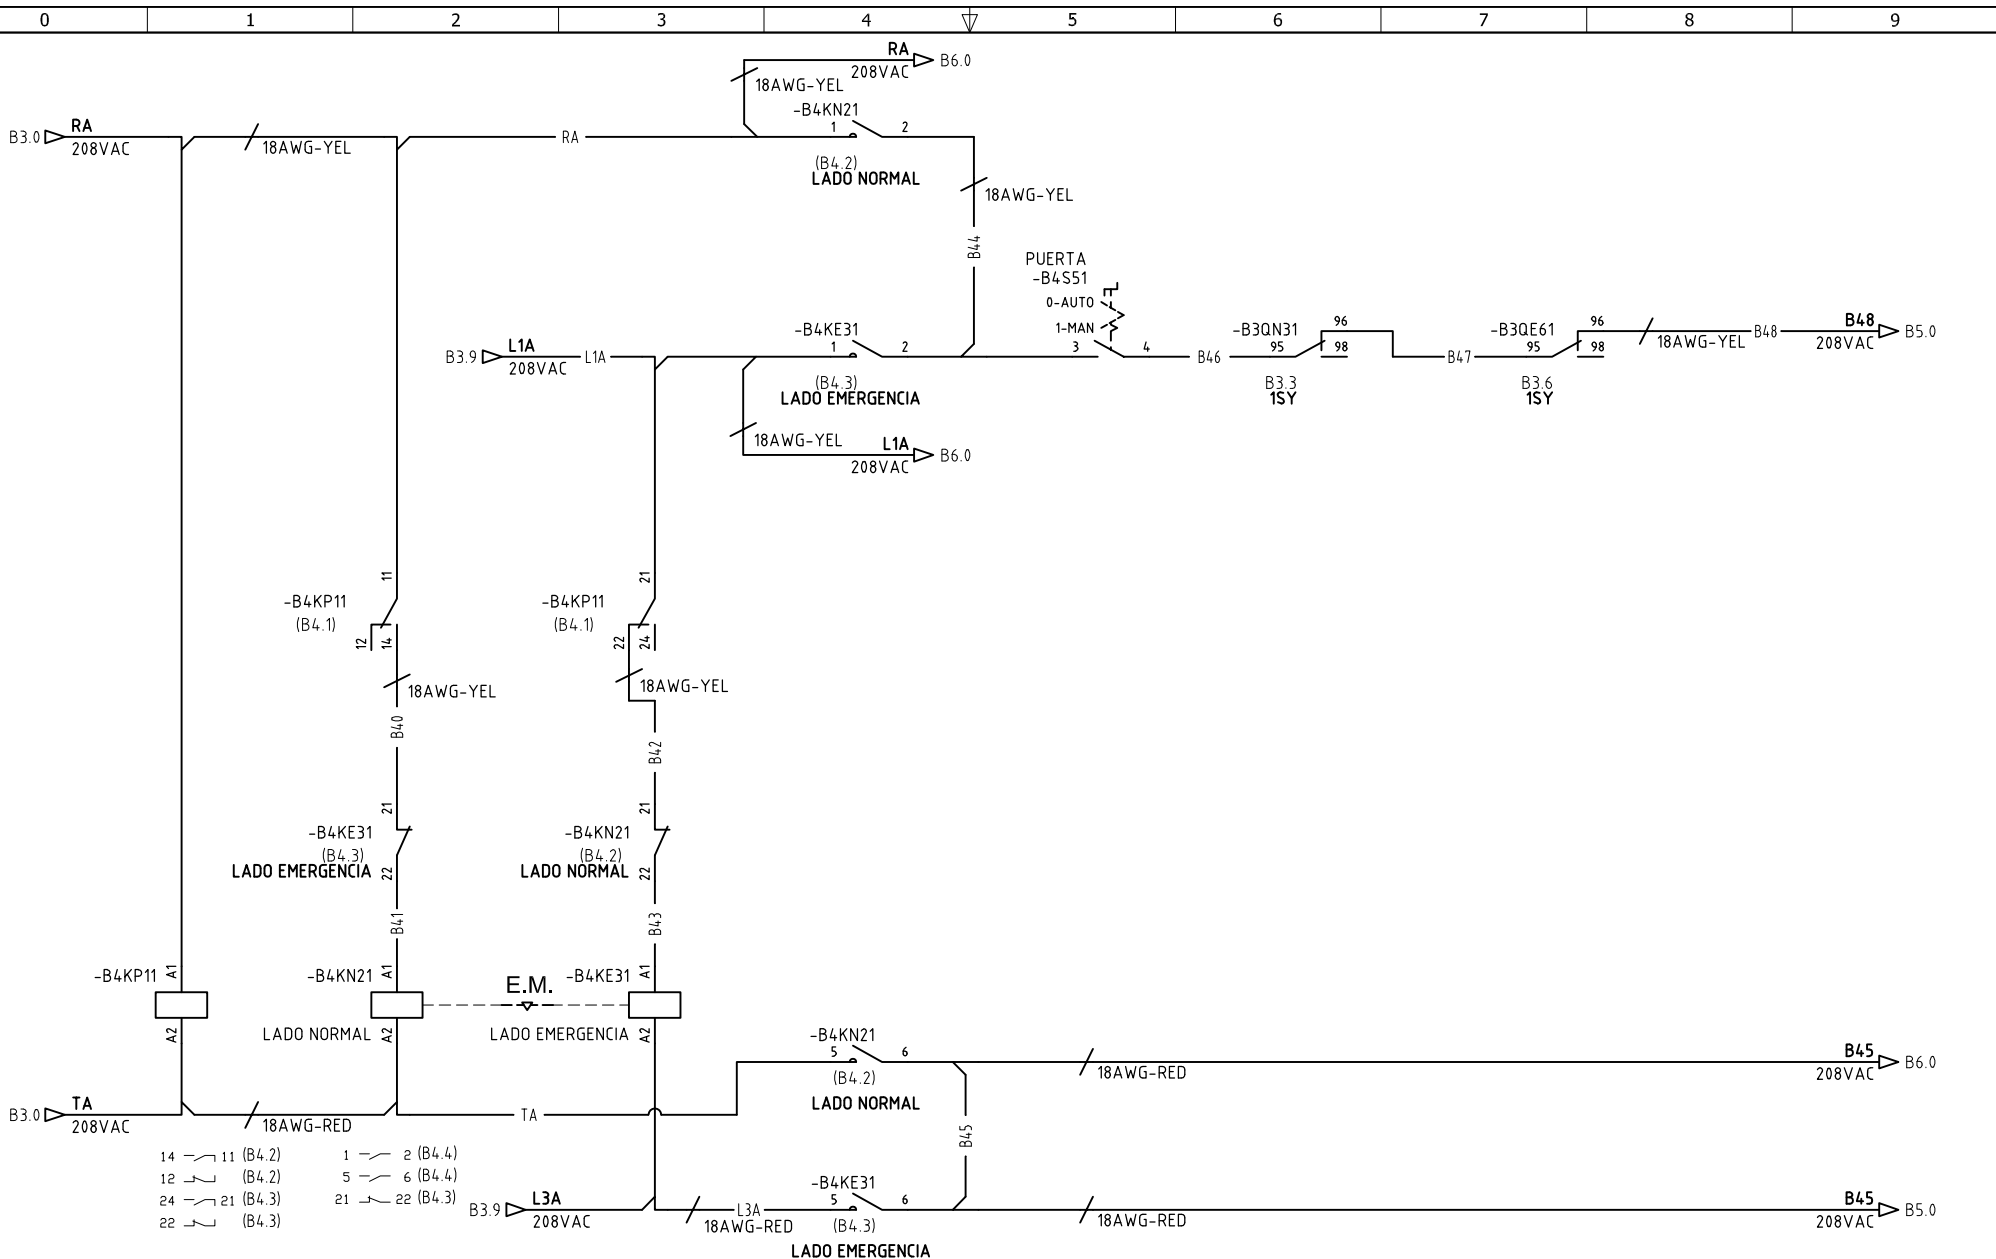 0 1 2 3 4 5 6 7 8 9
RA
208VAC
B6.0
18AWG-YEL
-B4KN21
1 2
B3.0
RA
208VAC
18AWG-YEL
RA
(B4.2)
LADO NORMAL
18AWG-YEL
B44
PUERTA
-B4S51
0-AUTO
1-MAN
3 4
B3.9
L1A
208VAC
L1A
-B4KE31
1 2
(B4.3)
LADO EMERGENCIA
B46
-B3QN31
95 96 98
B3.3
1SY
B47
-B3QE61
95 96 98
B3.6
1SY
18AWG-YEL
B48
B48
208VAC
B5.0
18AWG-YEL
L1A
208VAC
B6.0
11
-B4KP11
(B4.1)
12 14
18AWG-YEL
B40
21
-B4KP11
(B4.1)
22 24
18AWG-YEL
B42
21
-B4KE31
(B4.3)
LADO EMERGENCIA
22
B41
21
-B4KN21
(B4.2)
LADO NORMAL
22
B43
-B4KP11
A1
A2
-B4KN21
A1
LADO NORMAL
A2
E.M.
-B4KE31
A1
LADO EMERGENCIA
A2
-B4KN21
5 6
(B4.2)
LADO NORMAL
18AWG-RED
B45
208VAC
B6.0
B3.0
TA
208VAC
18AWG-RED
TA
B45
14 11 (B4.2)
12 (B4.2)
24 21 (B4.3)
22 (B4.3)
1 2 (B4.4)
5 6 (B4.4)
21 22 (B4.3)
B3.9
L3A
208VAC
L3A
18AWG-RED
-B4KE31
5 6
(B4.3)
LADO EMERGENCIA
18AWG-RED
B45
208VAC
B5.0